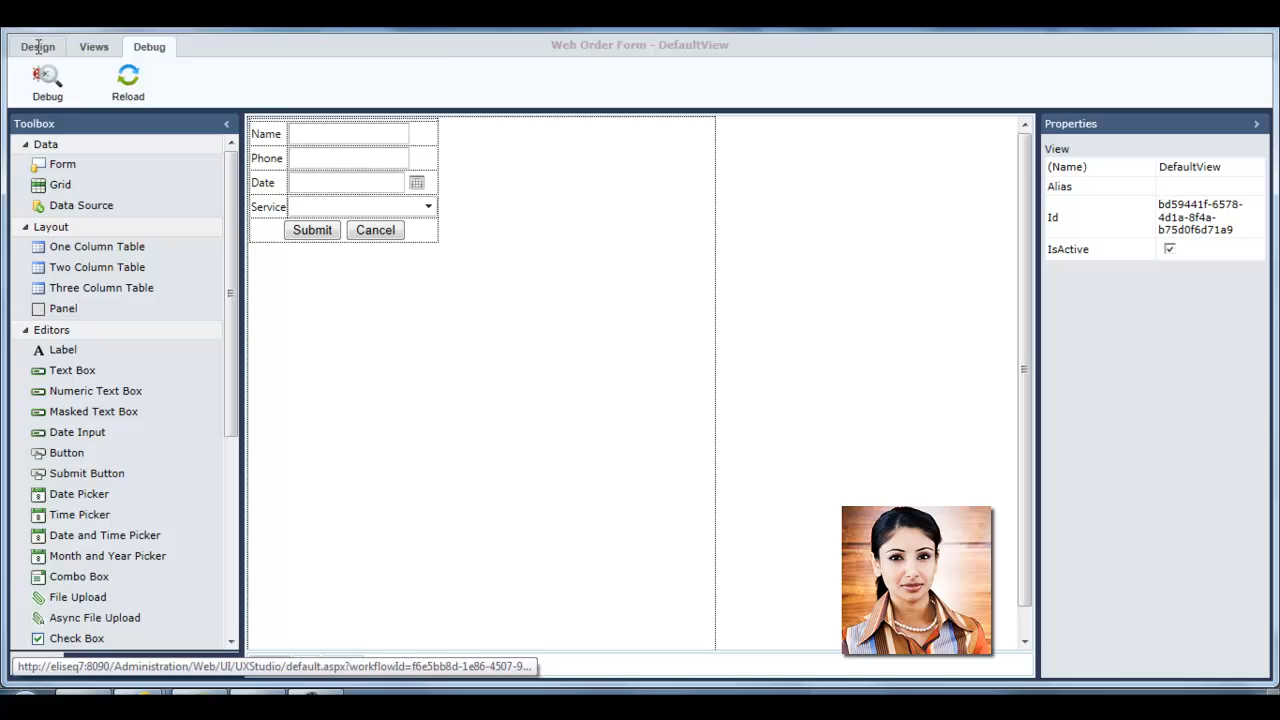 Design Views Debug Web Order Form - DefaultView
Debug Reload
Toolbox
Data
Form
Grid
Data Source
Layout
One Column Table
Two Column Table
Three Column Table
Panel
Editors
Label
Text Box
Numeric Text Box
Masked Text Box
Date Input
Button
Submit Button
Date Picker
Time Picker
Date and Time Picker
Month and Year Picker
Combo Box
File Upload
Async File Upload
Check Box
Name
Phone
Date
Service
Submit Cancel
Properties
View
(Name) DefaultView
Alias
Id bd59441f-6578-
4d1a-8f4a-
b75d0f6d71a9
IsActive
http://eliseq7:8090/Administration/Web/UI/UXStudio/default.aspx?workflowId=f6e5bb8d-1e86-4507-9...